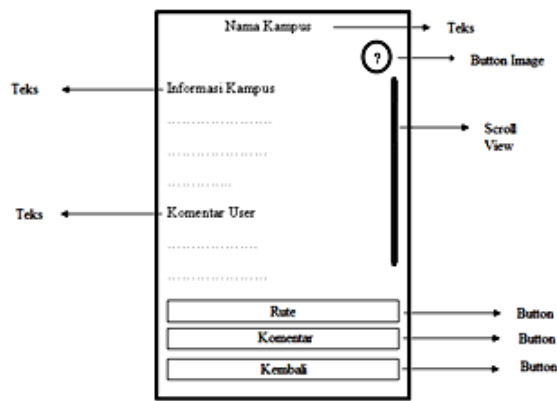 Nama Kampus
Teks
?
Button Image
Teks
Informasi Kampus
Scroll View
Teks
Komentar User
Rute
Button
Komentar
Button
Kembali
Button